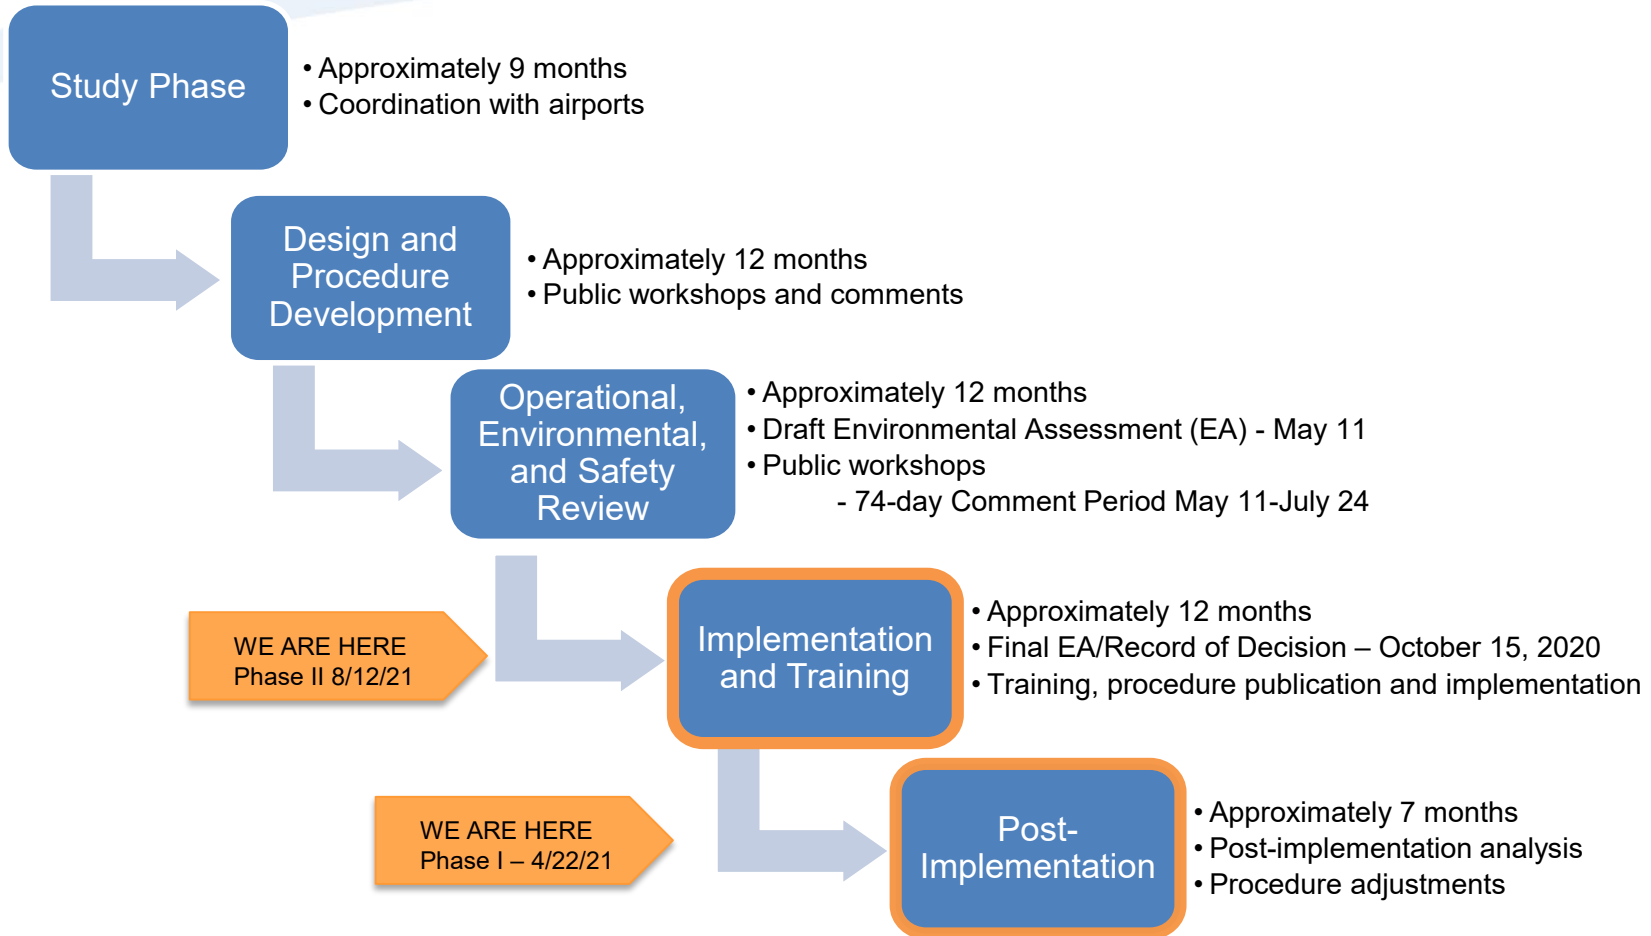 Study Phase
• Approximately 9 months
• Coordination with airports
Design and
Procedure
Development
• Approximately 12 months
• Public workshops and comments
Operational,
Environmental,
and Safety
Review
• Approximately 12 months
• Draft Environmental Assessment (EA) - May 11
• Public workshops
- 74-day Comment Period May 11-July 24
WE ARE HERE
Phase II 8/12/21
Implementation
and Training
• Approximately 12 months
• Final EA/Record of Decision – October 15, 2020
• Training, procedure publication and implementation
WE ARE HERE
Phase I – 4/22/21
Post-
Implementation
• Approximately 7 months
• Post-implementation analysis
• Procedure adjustments